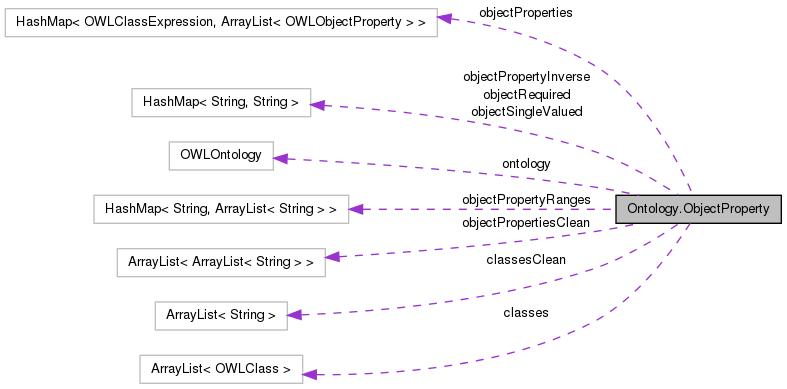 objectProperties
HashMap< OWLClassExpression, ArrayList< OWLObjectProperty > >
objectPropertyInverse
objectRequired
objectSingleValued
HashMap< String, String >
OWLOntology
ontology
HashMap< String, ArrayList< String > >
objectPropertyRanges
Ontology.ObjectProperty
objectPropertiesClean
ArrayList< ArrayList< String > >
classesClean
ArrayList< String >
classes
ArrayList< OWLClass >